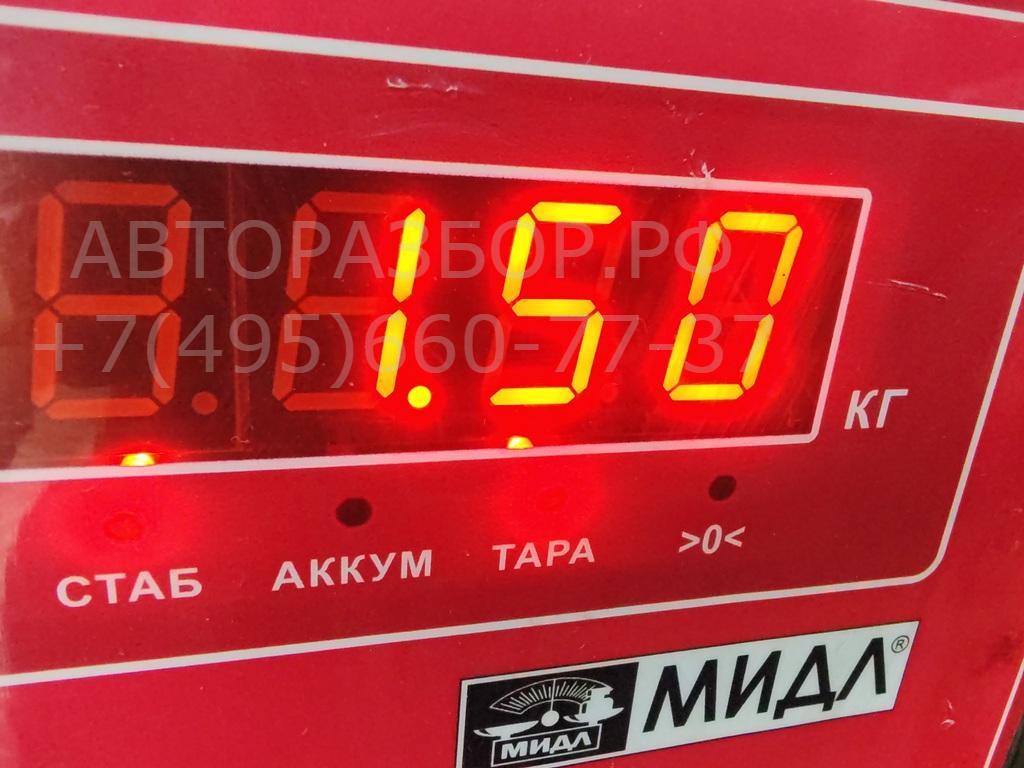 АВТОРАЗБОР.РФ
+7(495)660-77-37
1.50
КГ
СТАБ АККУМ ТАРА >0<
МИДЛ МИДЛ®